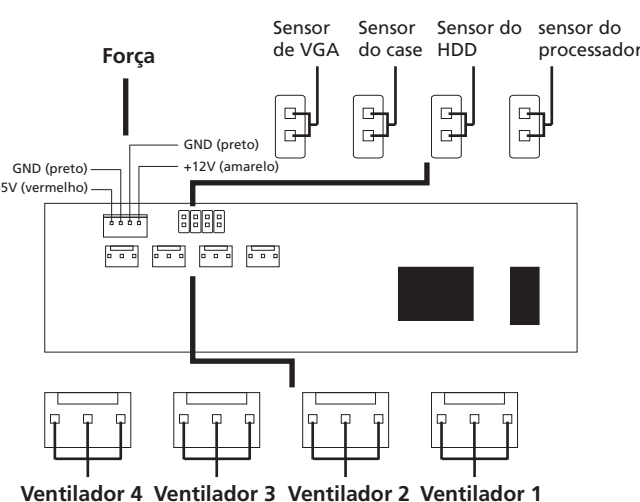 Sensor de VGA
Sensor do case
Sensor do HDD
sensor do processador
Força
GND (preto)
+12V (amarelo)
GND (preto)
5V (vermelho)
Ventilador 4
Ventilador 3
Ventilador 2
Ventilador 1